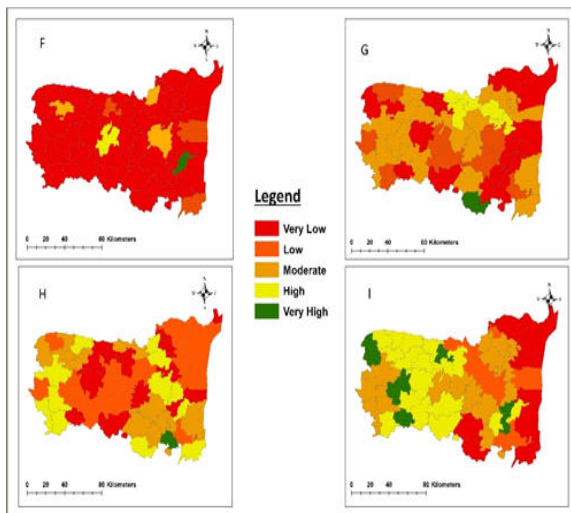 F
N
G
N
0 20 40 80 Kilometers
Legend
Very Low
Low
Moderate
High
Very High
0 20 40 80 Kilometers
H
N
I
N
0 20 40 80 Kilometers
0 20 40 80 Kilometers